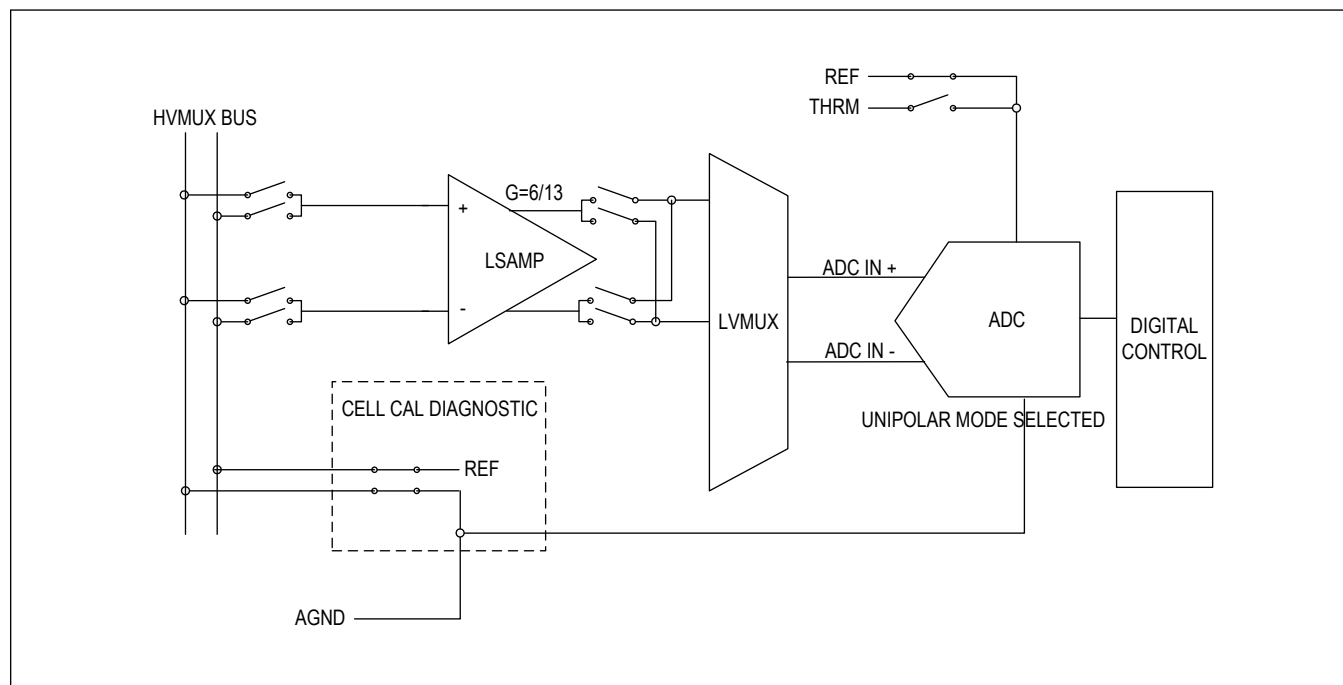 REF
THRM
HVMUX BUS
G=6/13
+
LSAMP
-
LVMUX
ADC IN +
ADC IN -
ADC
DIGITAL
CONTROL
UNIPOLAR MODE SELECTED
CELL CAL DIAGNOSTIC
REF
AGND